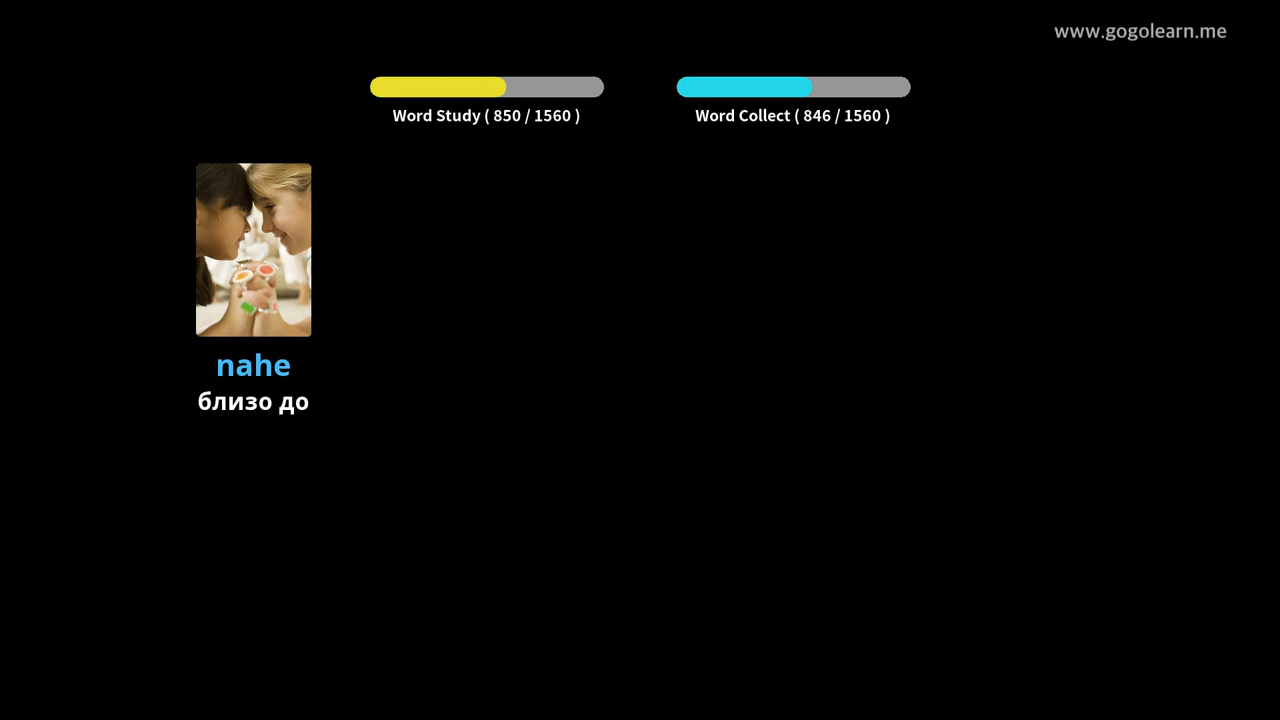 www.gogolearn.me
Word Study ( 850 / 1560 )
Word Collect ( 846 / 1560 )
nahe
близо до